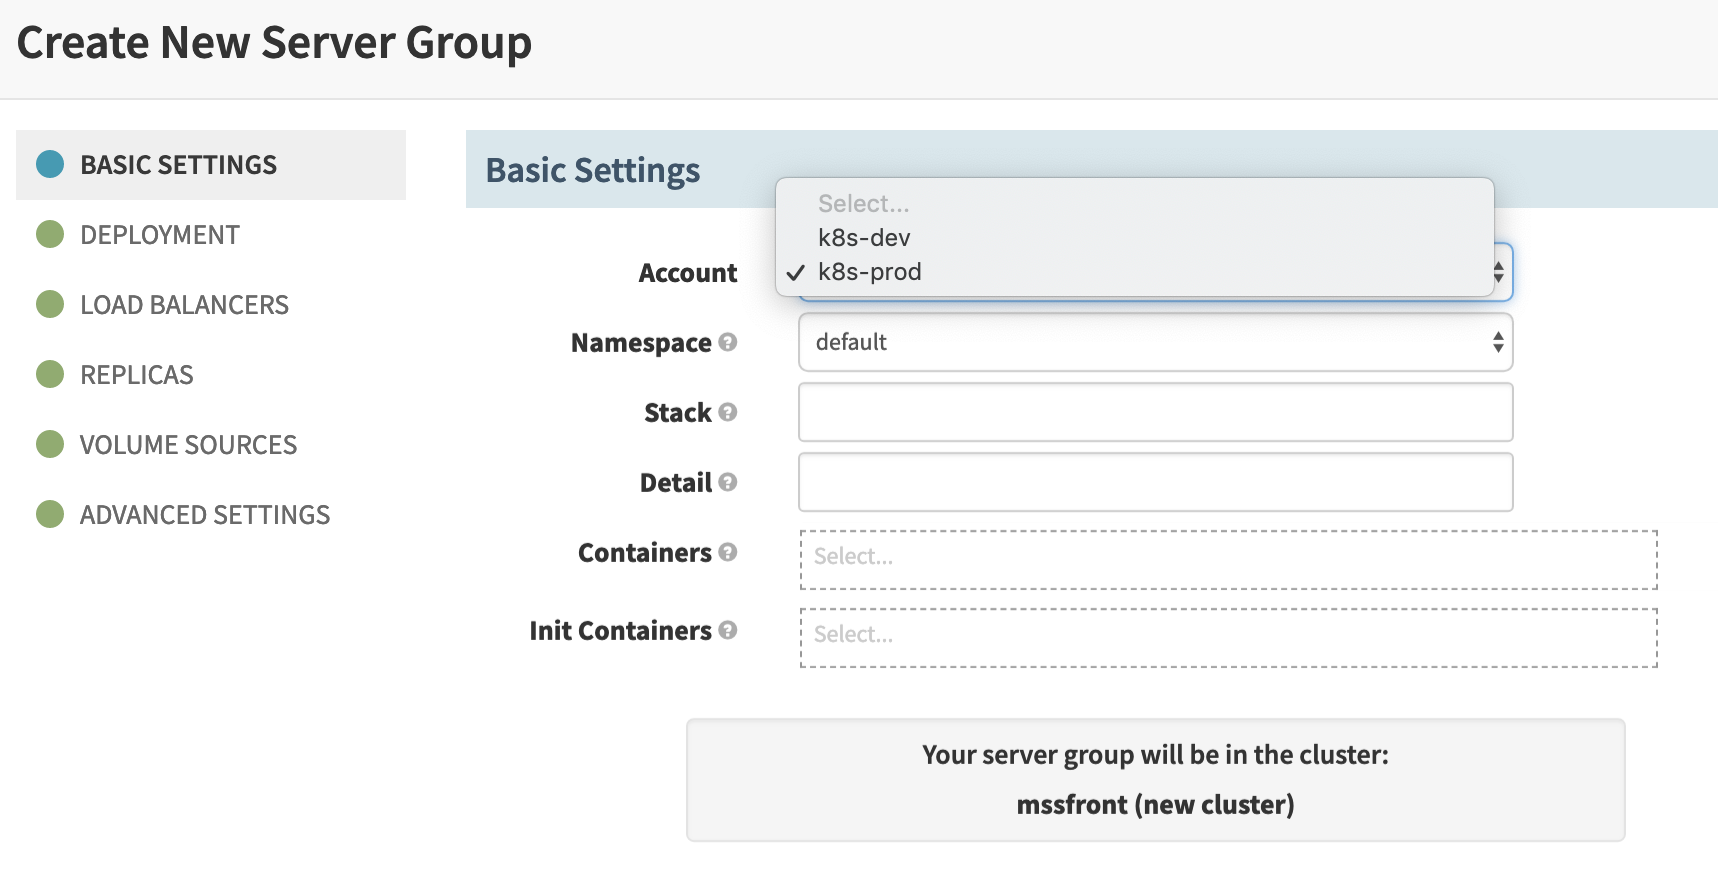 Create New Server Group
BASIC SETTINGS
DEPLOYMENT
LOAD BALANCERS
REPLICAS
VOLUME SOURCES
ADVANCED SETTINGS
Basic Settings
Select...
k8s-dev
✓ k8s-prod
Account
Namespace ? default
Stack ?
Detail ?
Containers ? Select...
Init Containers ? Select...
Your server group will be in the cluster:
mssfront (new cluster)